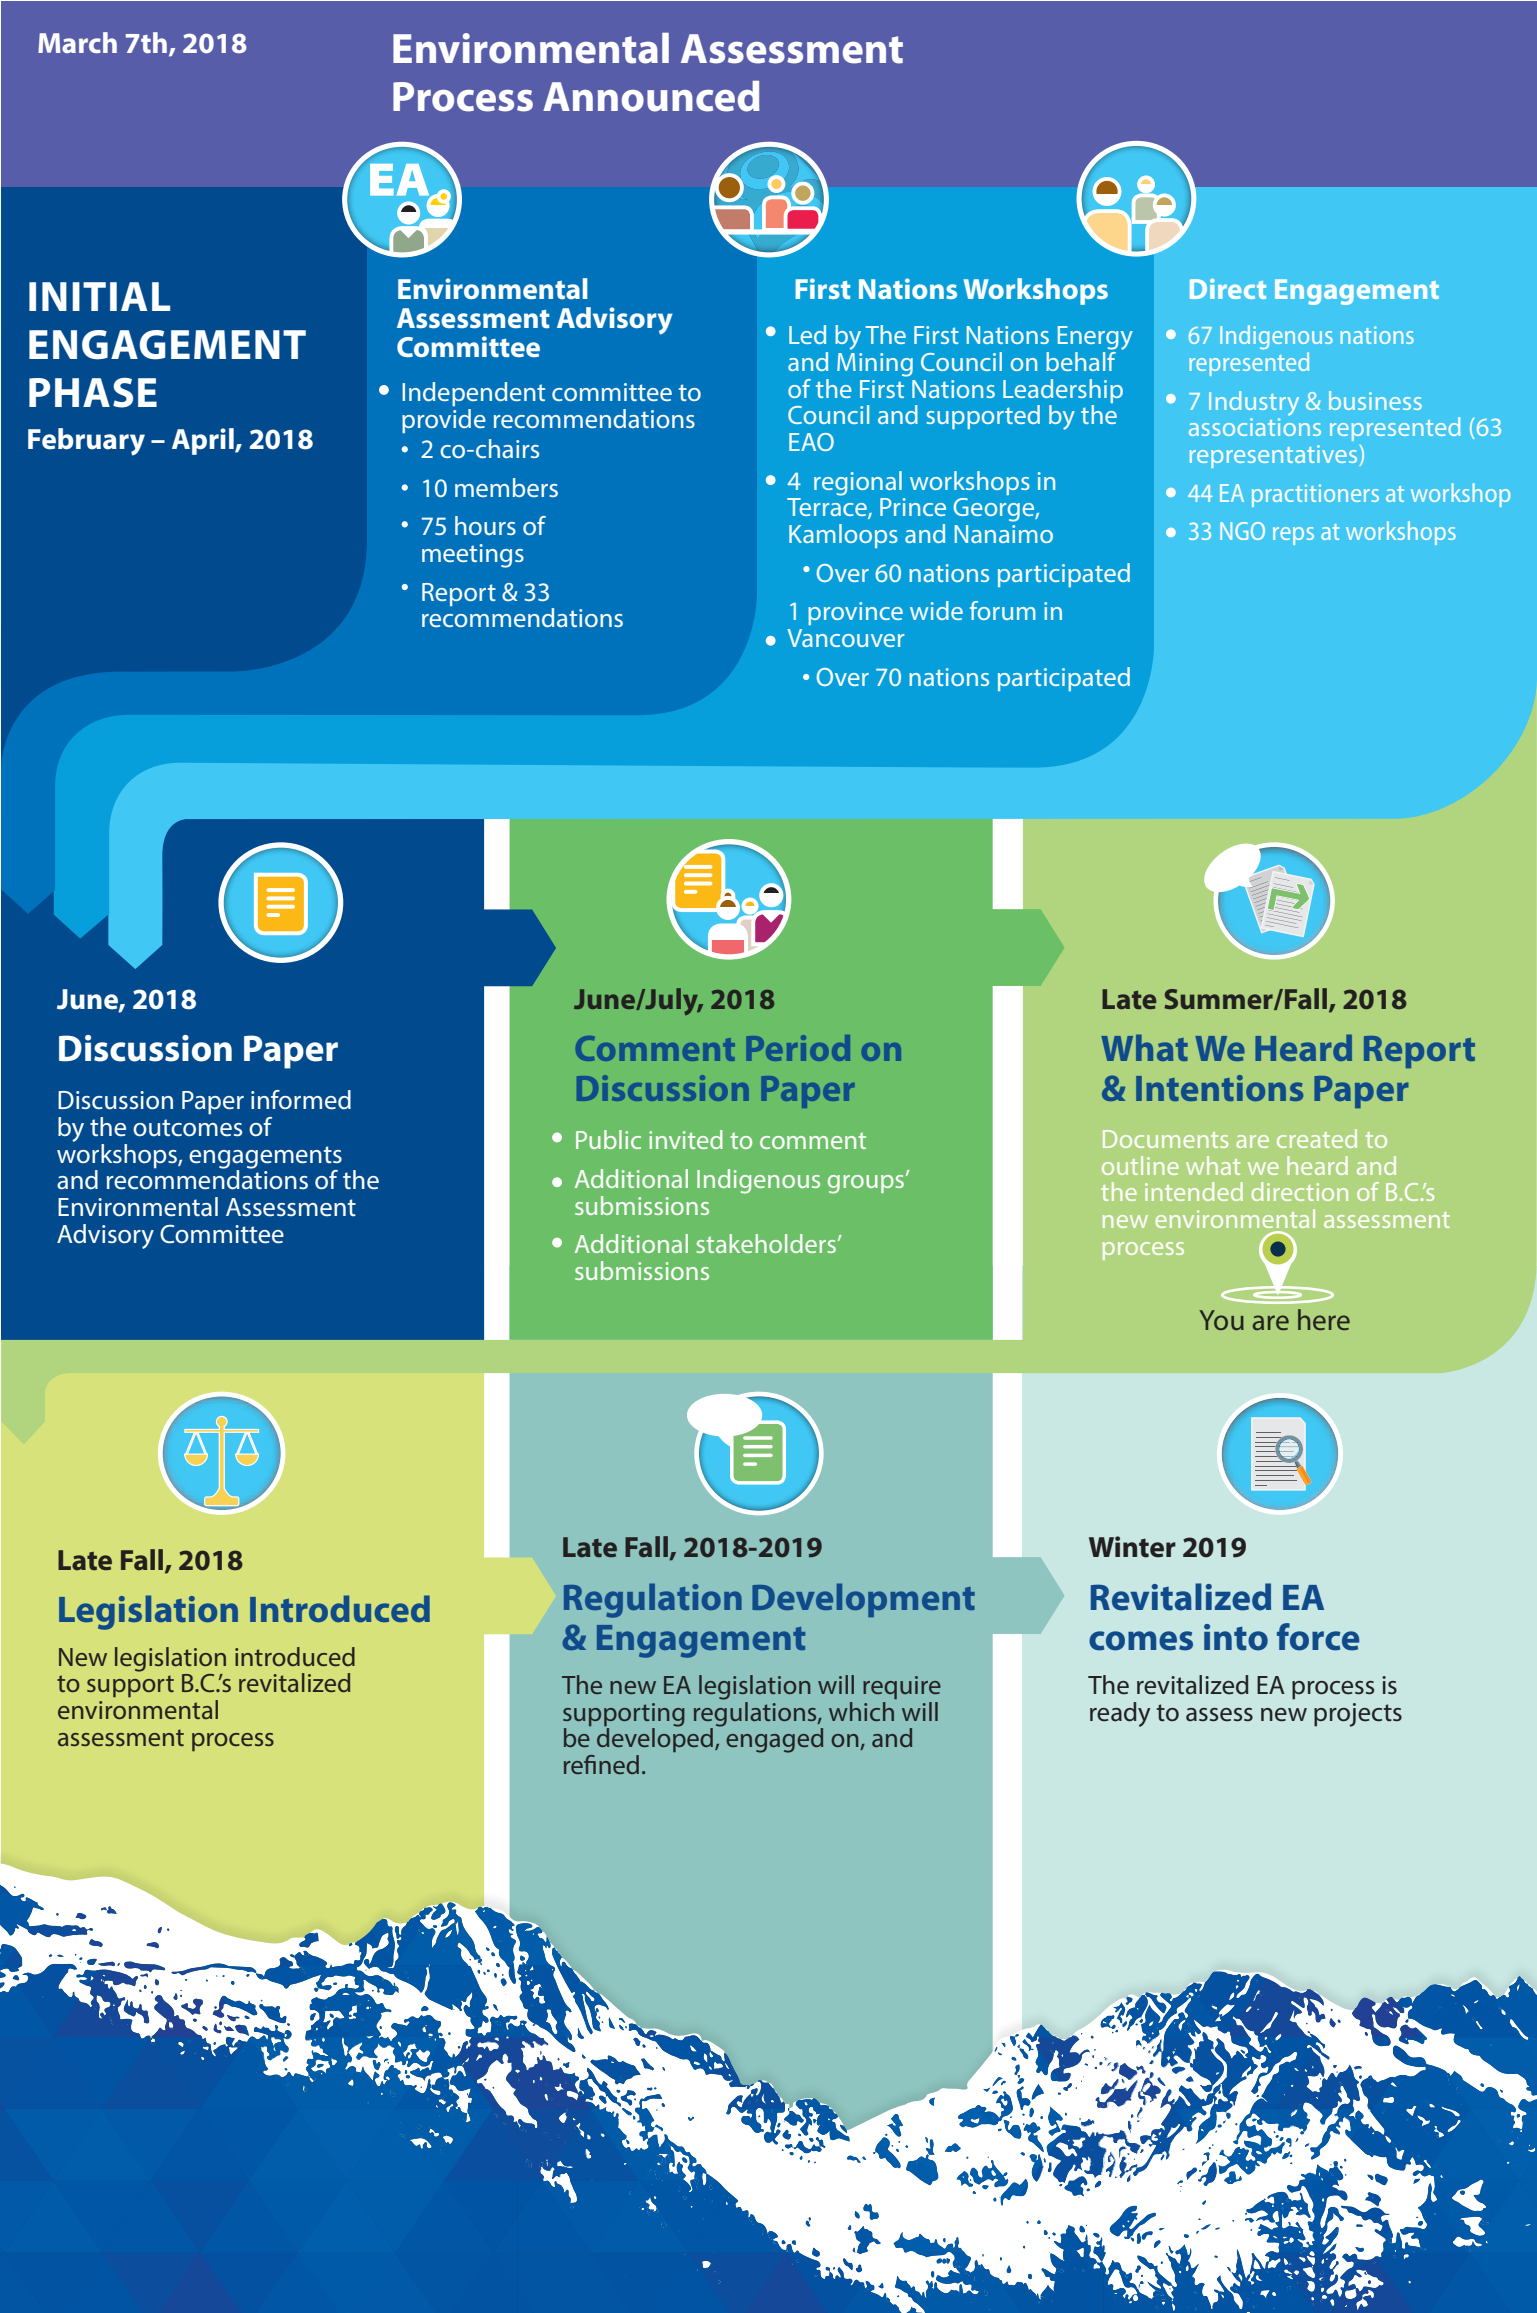 March 7th, 2018
Environmental Assessment
Process Announced
EA
INITIAL
ENGAGEMENT
PHASE
February – April, 2018
Environmental
Assessment Advisory
Committee
• Independent committee to
provide recommendations
• 2 co-chairs
• 10 members
• 75 hours of
meetings
• Report & 33
recommendations
First Nations Workshops
• Led by The First Nations Energy
and Mining Council on behalf
of the First Nations Leadership
Council and supported by the
EAO
• 4 regional workshops in
Terrace, Prince George,
Kamloops and Nanaimo
• Over 60 nations participated
1 province wide forum in
• Vancouver
• Over 70 nations participated
Direct Engagement
• 67 Indigenous nations
represented
• 7 Industry & business
associations represented (63
representatives)
• 44 EA practitioners at workshop
• 33 NGO reps at workshops
June, 2018
Discussion Paper
Discussion Paper informed
by the outcomes of
workshops, engagements
and recommendations of the
Environmental Assessment
Advisory Committee
June/July, 2018
Comment Period on
Discussion Paper
• Public invited to comment
• Additional Indigenous groups’
submissions
• Additional stakeholders’
submissions
Late Summer/Fall, 2018
What We Heard Report
& Intentions Paper
Documents are created to
outline what we heard and
the intended direction of B.C.’s
new environmental assessment
process
You are here
Late Fall, 2018
Legislation Introduced
New legislation introduced
to support B.C.’s revitalized
environmental
assessment process
Late Fall, 2018-2019
Regulation Development
& Engagement
The new EA legislation will require
supporting regulations, which will
be developed, engaged on, and
refined.
Winter 2019
Revitalized EA
comes into force
The revitalized EA process is
ready to assess new projects